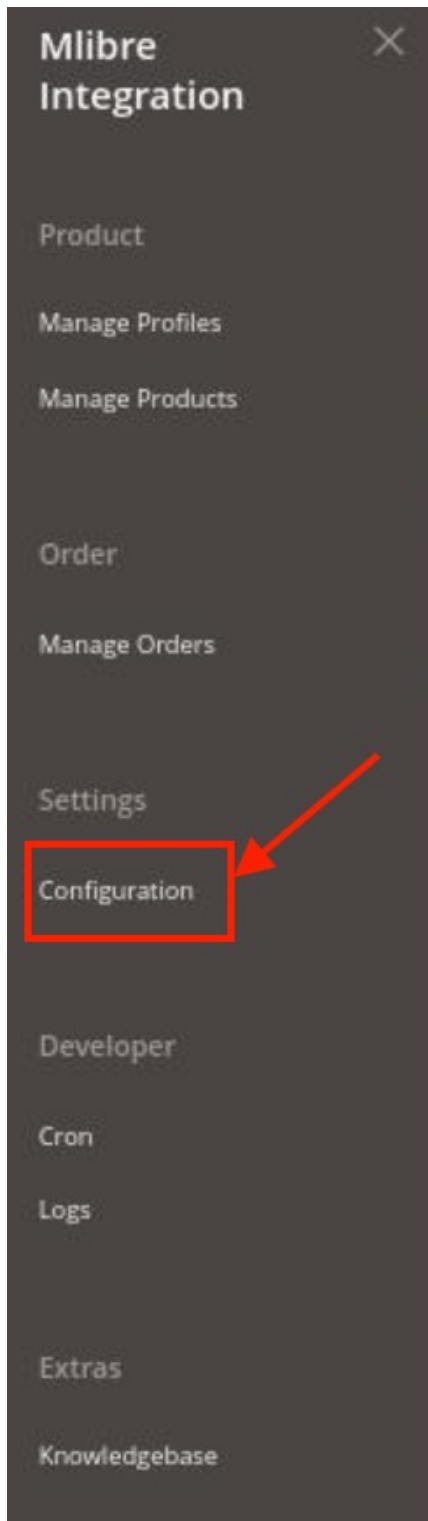 Mlibre
Integration
Product
Manage Profiles
Manage Products
Order
Manage Orders
Settings
Configuration
Developer
Cron
Logs
Extras
Knowledgebase